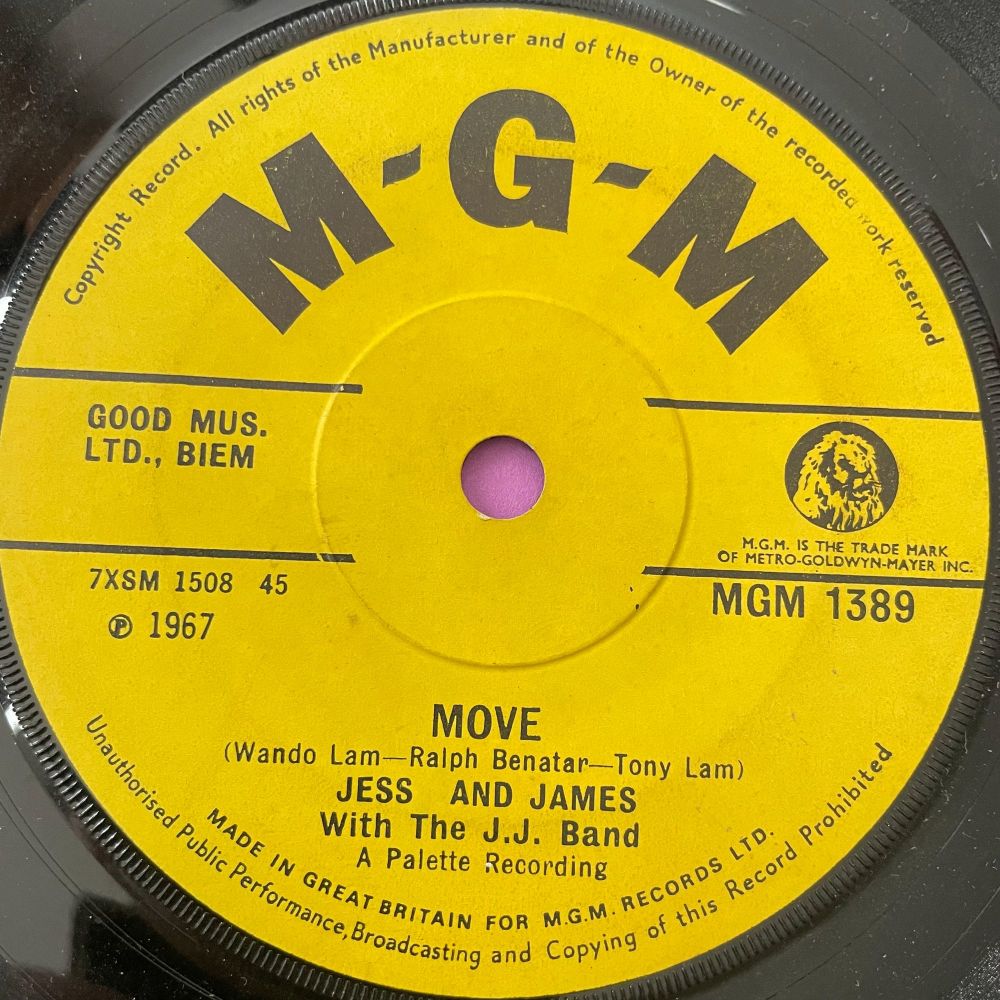 Copyright Record. All rights of the Manufacturer and of the Owner of the recorded work reserved
M-G-M
GOOD MUS.
LTD., BIEM
M.G.M. IS THE TRADE MARK
OF METRO-GOLDWYN-MAYER INC.
7XSM 1508 45
℗ 1967
MGM 1389
MOVE
(Wando Lam—Ralph Benatar—Tony Lam)
JESS AND JAMES
With The J.J. Band
A Palette Recording
MADE IN GREAT BRITAIN FOR M.G.M. RECORDS LTD.
Unauthorised Public Performance, Broadcasting and Copying of this Record Prohibited